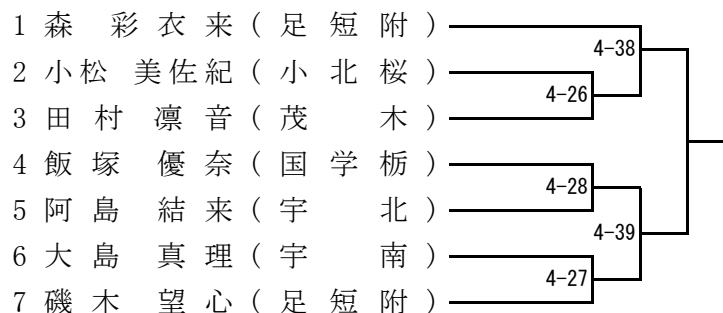 1 森 彩衣来(足短附)
4-38
2 小松 美佐紀(小北桜)
4-26
3 田村 凛音(茂木)
4 飯塚 優奈(国学栃)
4-28
5 阿島 結来(宇北)
4-39
6 大島 真理(宇南)
4-27
7 磯木 望心(足短附)